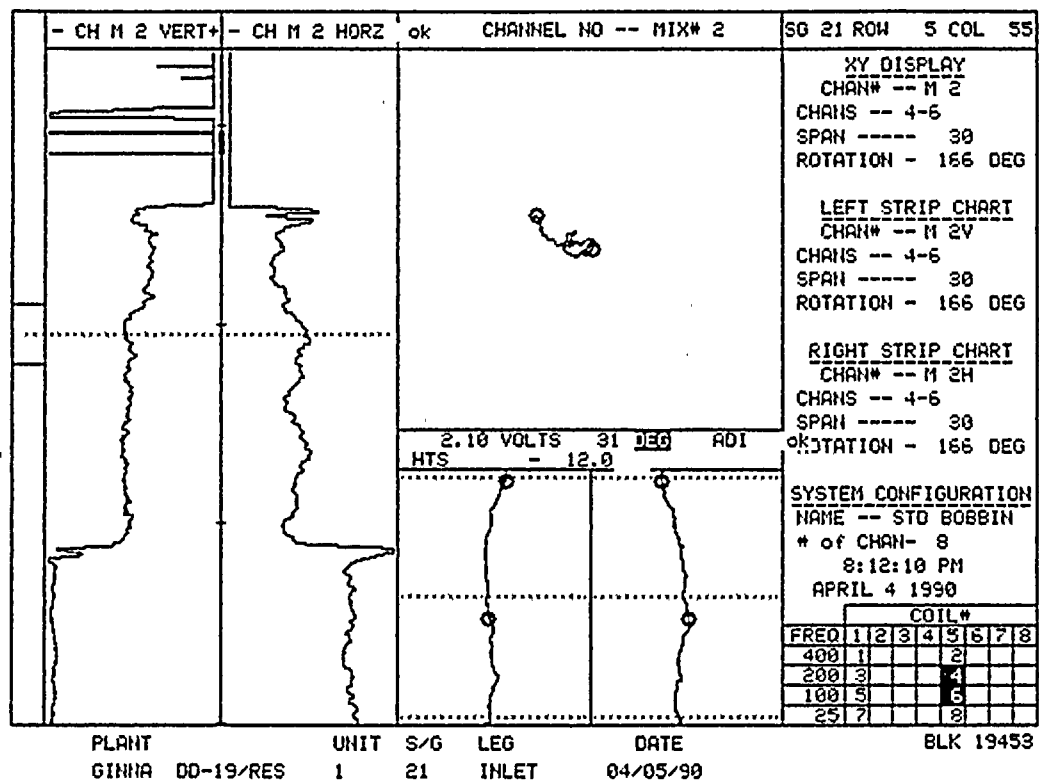 - CH M 2 VERT+ - CH M 2 HORZ ok CHANNEL NO -- MIX# 2 SG 21 ROW 5 COL 55
XY DISPLAY
CHAN# -- M 2
CHANS -- 4-6
SPAN ----- 30
ROTATION - 166 DEG
LEFT STRIP CHART
CHAN# -- M 2V
CHANS -- 4-6
SPAN ----- 30
ROTATION - 166 DEG
RIGHT STRIP CHART
CHAN# -- M 2H
CHANS -- 4-6
SPAN ----- 30
2.10 VOLTS 31 DEG ADI ok OTATION - 166 DEG
HTS - 12.0
SYSTEM CONFIGURATION
NAME -- STD BOBBIN
# of CHAN- 8
8:12:10 PM
APRIL 4 1990
COIL#
FREQ 1 2 3 4 5 6 7 8
400 1 2
200 3 4
100 5 6
25 7 8
PLANT UNIT S/G LEG DATE BLK 19453
GINNA DD-19/RES 1 21 INLET 04/05/90